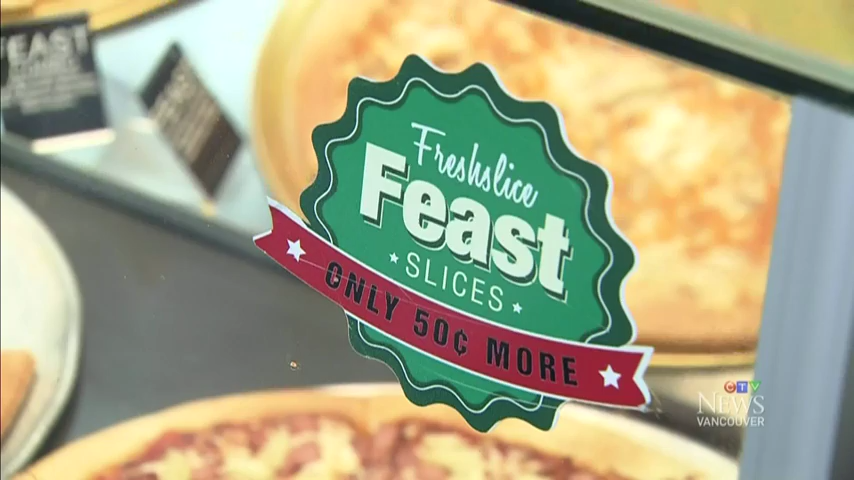 FEAST
Freshslice
Feast
SLICES
ONLY 50¢ MORE
CTV
NEWS
VANCOUVER